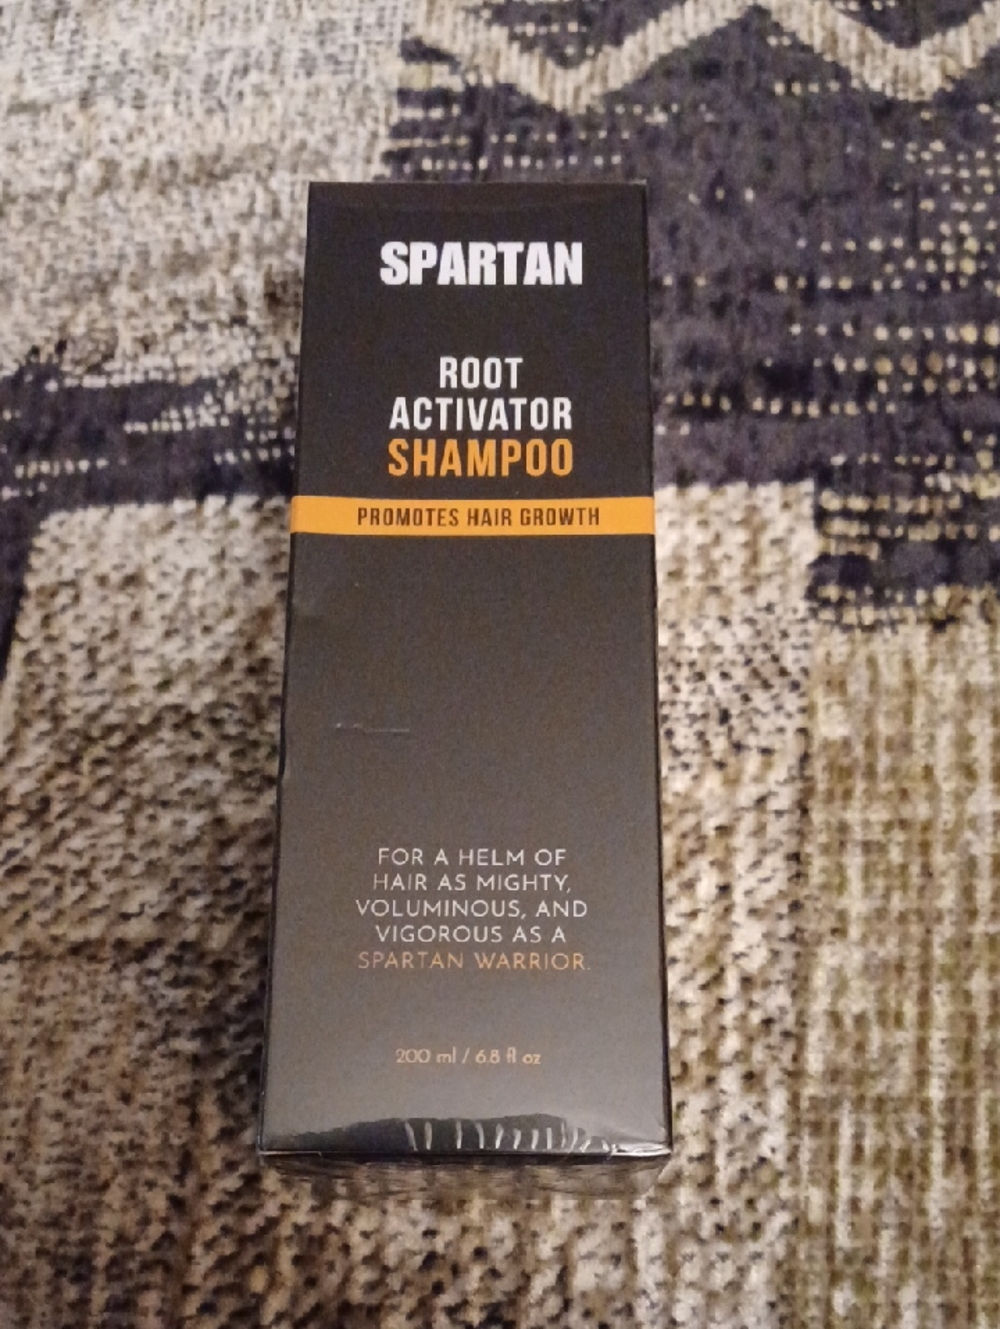 SPARTAN
ROOT
ACTIVATOR
SHAMPOO
PROMOTES HAIR GROWTH
FOR A HELM OF
HAIR AS MIGHTY,
VOLUMINOUS, AND
VIGOROUS AS A
SPARTAN WARRIOR.
200 ml / 6.8 fl oz